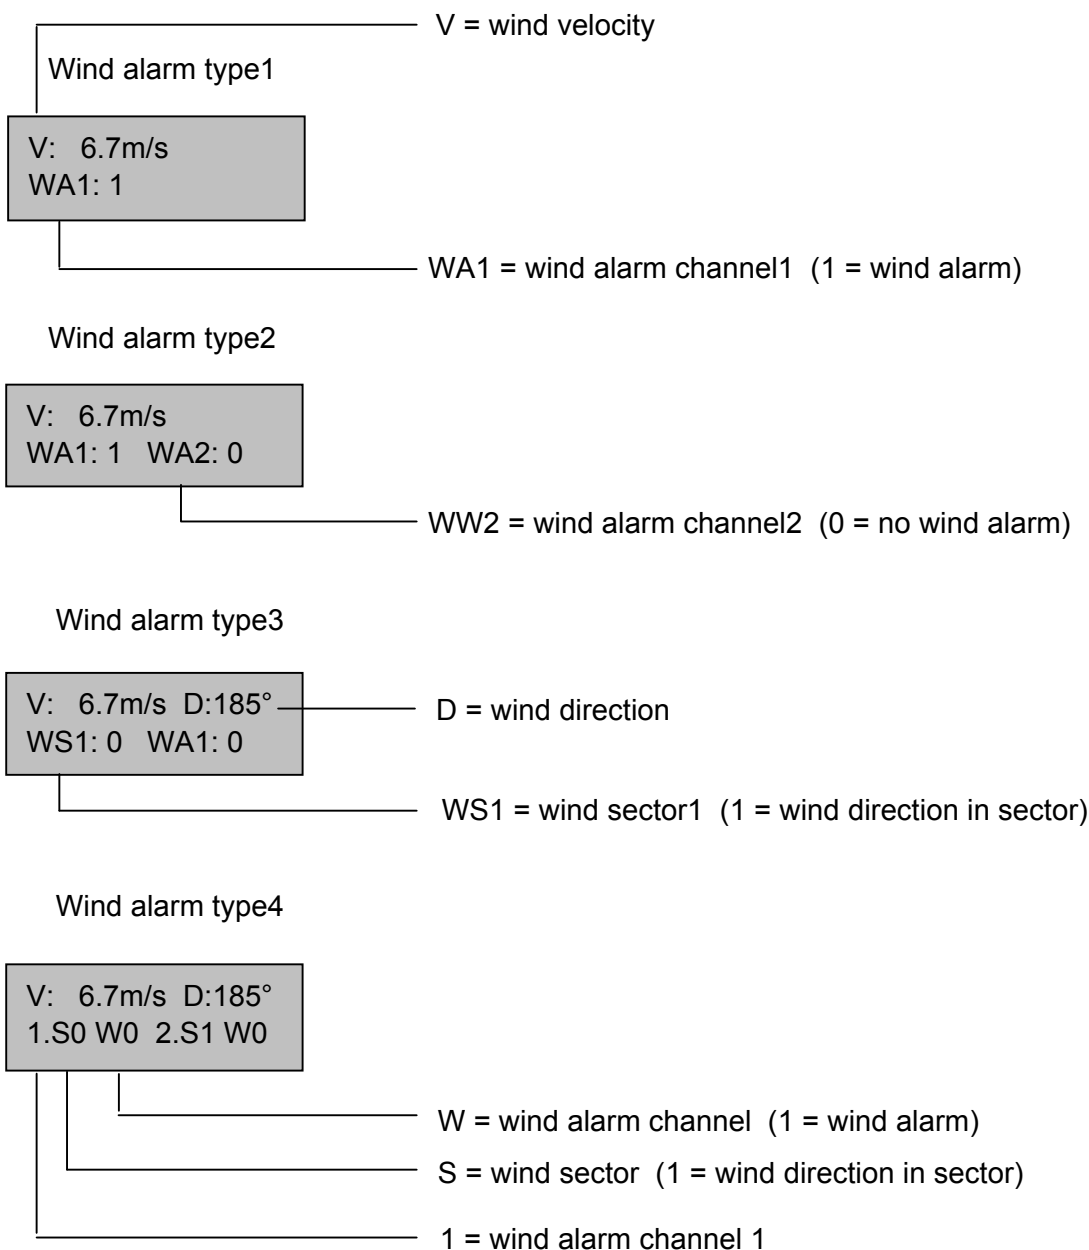 V = wind velocity
Wind alarm type1
V:   6.7m/s
WA1: 1
WA1 = wind alarm channel1  (1 = wind alarm)
Wind alarm type2
V:   6.7m/s
WA1: 1   WA2: 0
WW2 = wind alarm channel2  (0 = no wind alarm)
Wind alarm type3
V:   6.7m/s  D:185°
D = wind direction
WS1: 0   WA1: 0
WS1 = wind sector1  (1 = wind direction in sector)
Wind alarm type4
V:   6.7m/s  D:185°
1.S0 W0  2.S1 W0
W = wind alarm channel  (1 = wind alarm)
S = wind sector  (1 = wind direction in sector)
1 = wind alarm channel 1